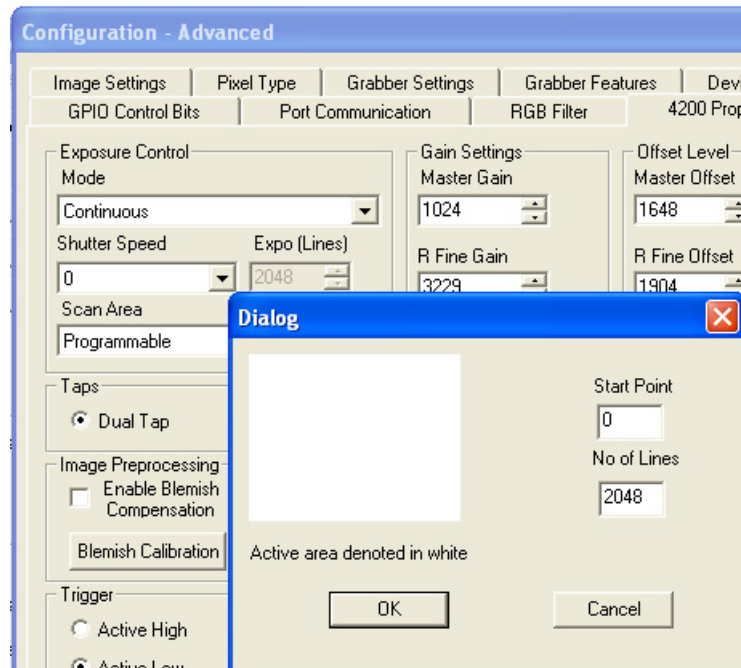 Configuration - Advanced
Image Settings Pixel Type Grabber Settings Grabber Features Devi
GPIO Control Bits Port Communication RGB Filter 4200 Prop
Exposure Control
Mode
Continuous
Shutter Speed Expo (Lines)
0 2048
Scan Area
Programmable
Gain Settings
Master Gain
1024
R Fine Gain
3229
Offset Level
Master Offset
1648
R Fine Offset
1904
Taps
Dual Tap
Image Preprocessing
Enable Blemish
Compensation
Blemish Calibration
Trigger
Active High
Active Low
Dialog
Start Point
0
No of Lines
2048
Active area denoted in white
OK Cancel